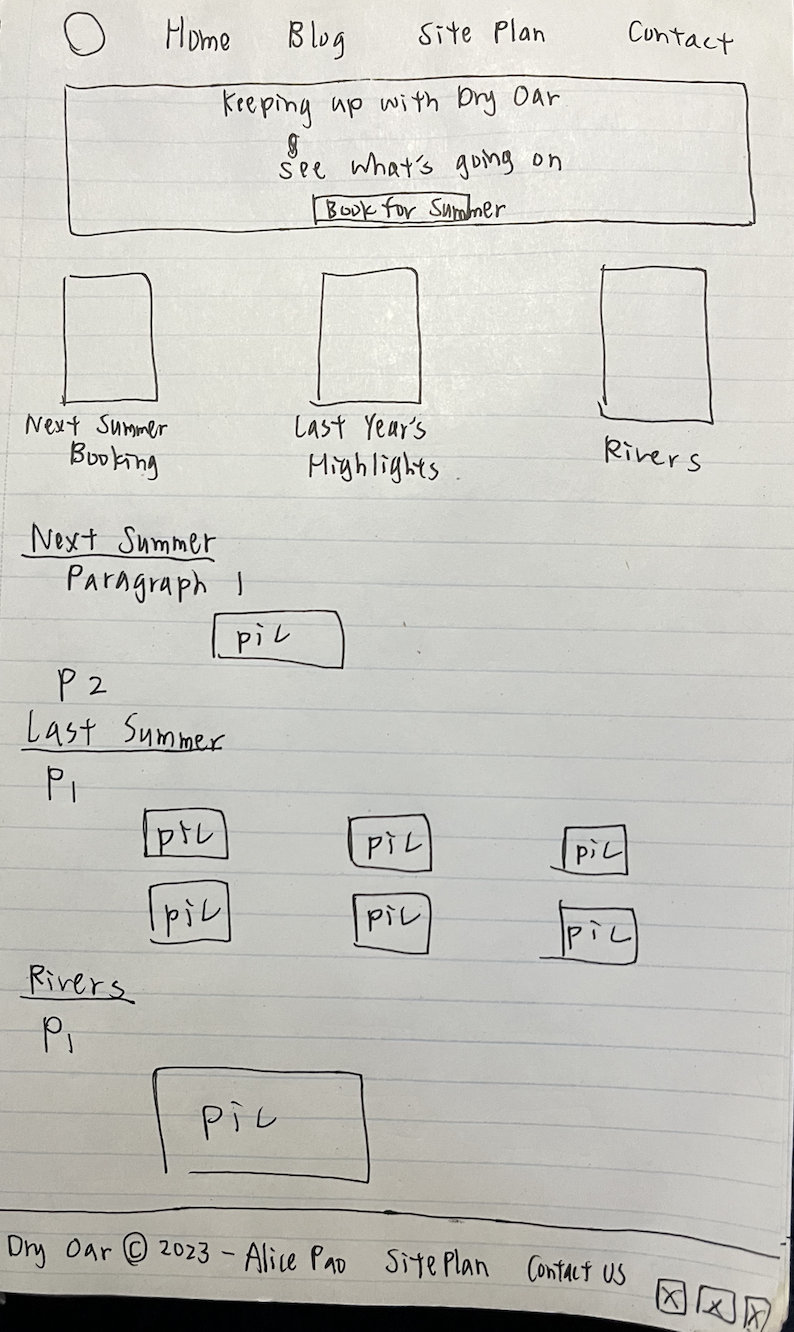 Home Blog Site Plan Contact
Keeping up with Dry Oar
see what's going on
Book for Summer
Next Summer
Booking
Last Year's
Highlights
Rivers
Next Summer
Paragraph 1
pic
P2
Last Summer
P1
pic pic pic
pic pic pic
Rivers
P1
pic
Dry Oar © 2023 - Alice Pao Site Plan Contact US
X X X